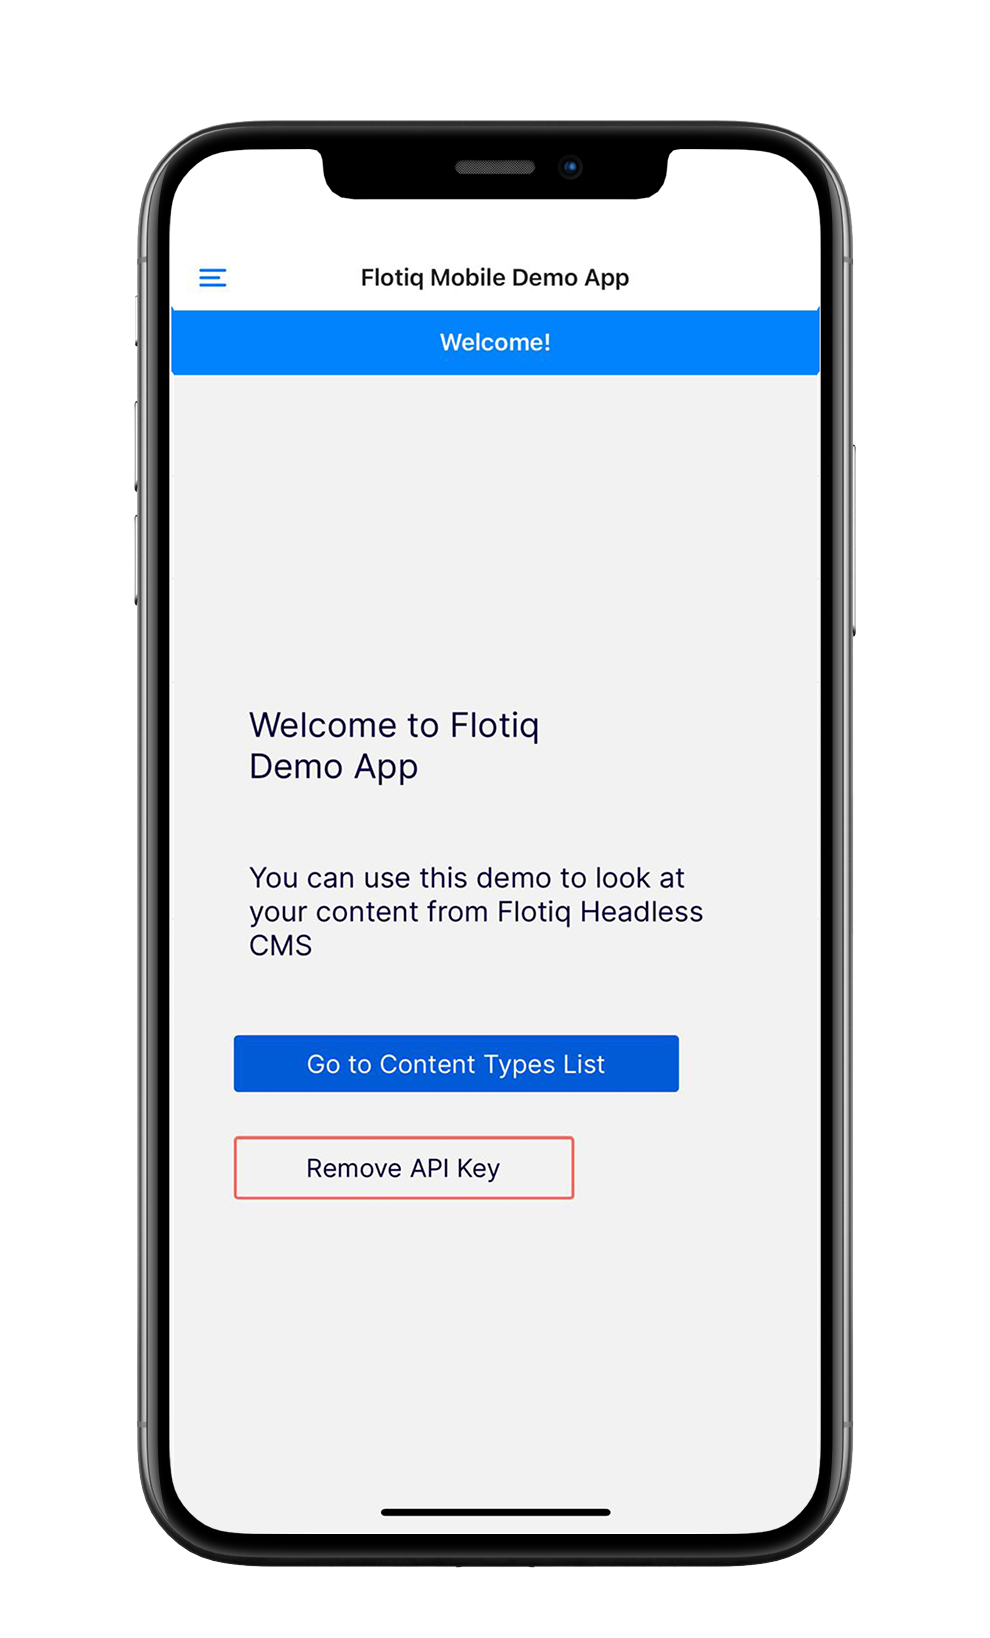 Flotiq Mobile Demo App
Welcome!
Welcome to Flotiq
Demo App
You can use this demo to look at
your content from Flotiq Headless
CMS
Go to Content Types List
Remove API Key